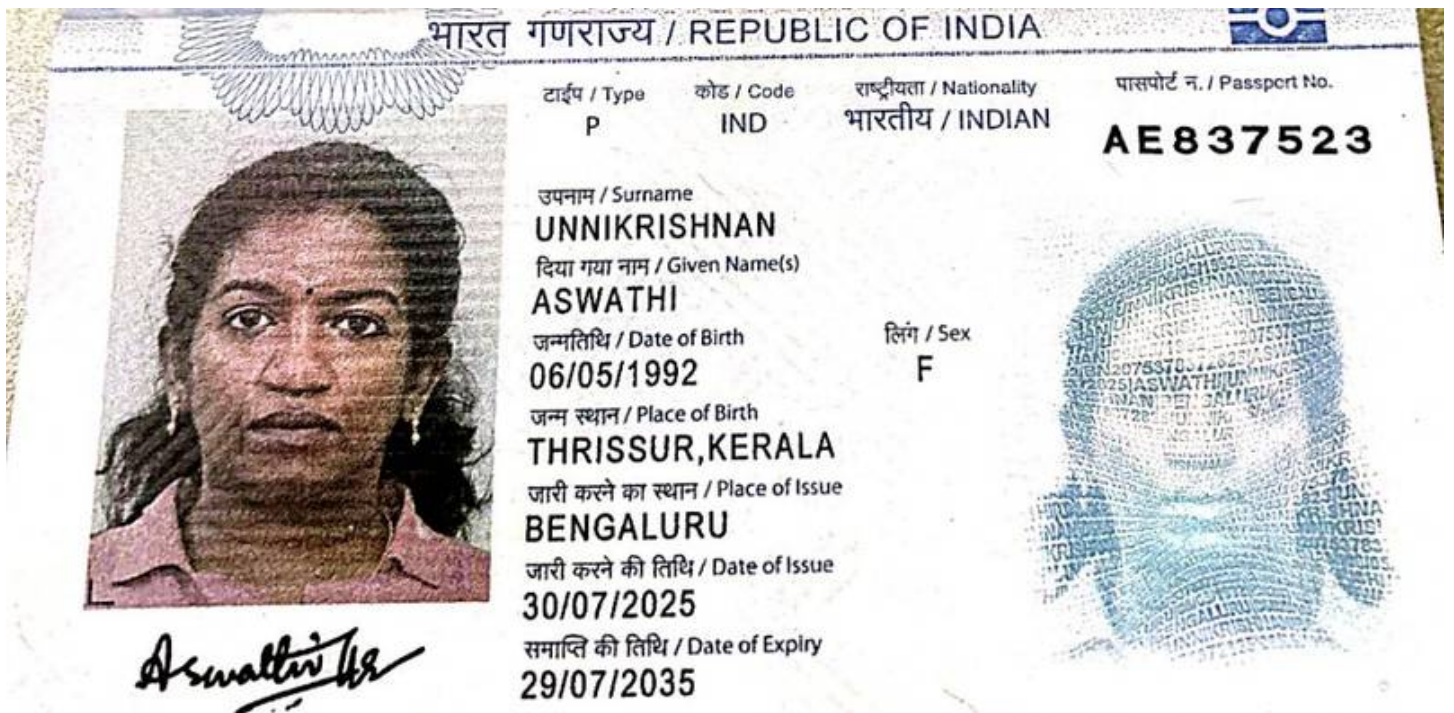 भारत गणराज्य / REPUBLIC OF INDIA
टाईप / Type कोड / Code राष्ट्रीयता / Nationality पासपोर्ट न. / Passport No.
P IND भारतीय / INDIAN AE837523
उपनाम / Surname
UNNIKRISHNAN
दिया गया नाम / Given Name(s)
ASWATHI
जन्मतिथि / Date of Birth लिंग / Sex
06/05/1992 F
जन्म स्थान / Place of Birth
THRISSUR,KERALA
जारी करने का स्थान / Place of Issue
BENGALURU
जारी करने की तिथि / Date of Issue
30/07/2025
समाप्ति की तिथि / Date of Expiry
29/07/2035
Aswathi